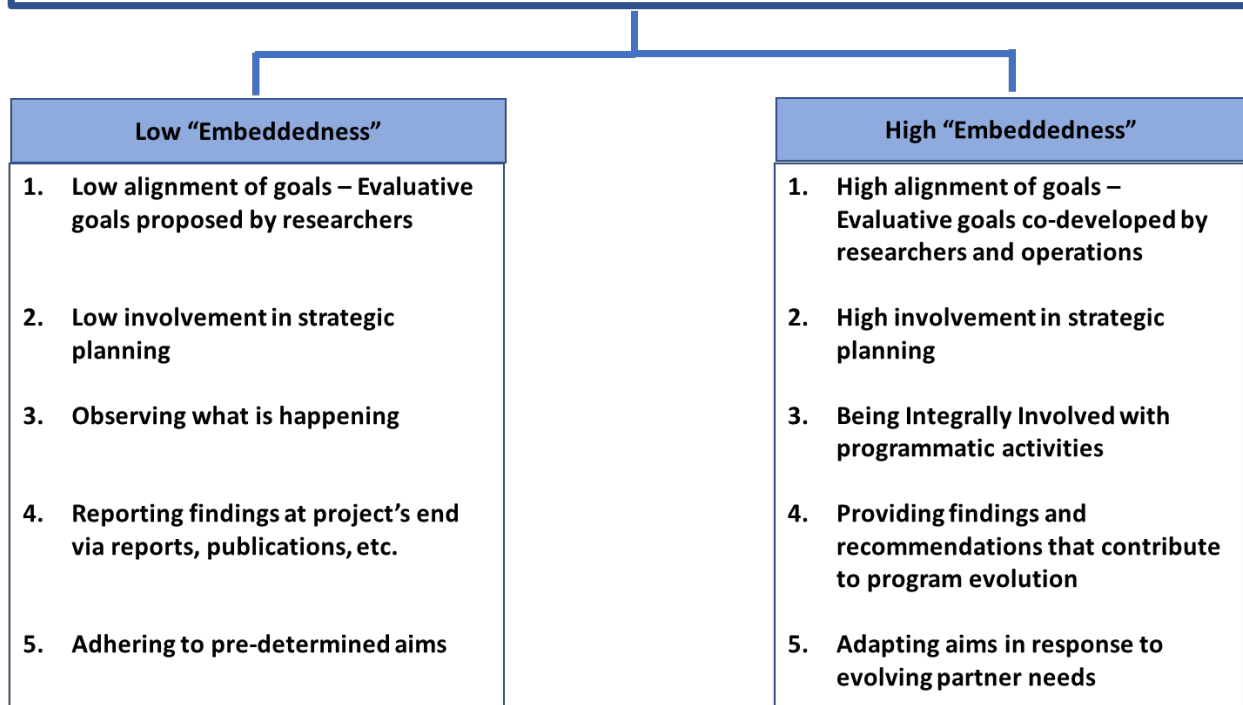 Low “Embeddedness”
1. Low alignment of goals – Evaluative
goals proposed by researchers
2. Low involvement in strategic
planning
3. Observing what is happening
4. Reporting findings at project’s end
via reports, publications, etc.
5. Adhering to pre-determined aims
High “Embeddedness”
1. High alignment of goals –
Evaluative goals co-developed by
researchers and operations
2. High involvement in strategic
planning
3. Being Integrally Involved with
programmatic activities
4. Providing findings and
recommendations that contribute
to program evolution
5. Adapting aims in response to
evolving partner needs